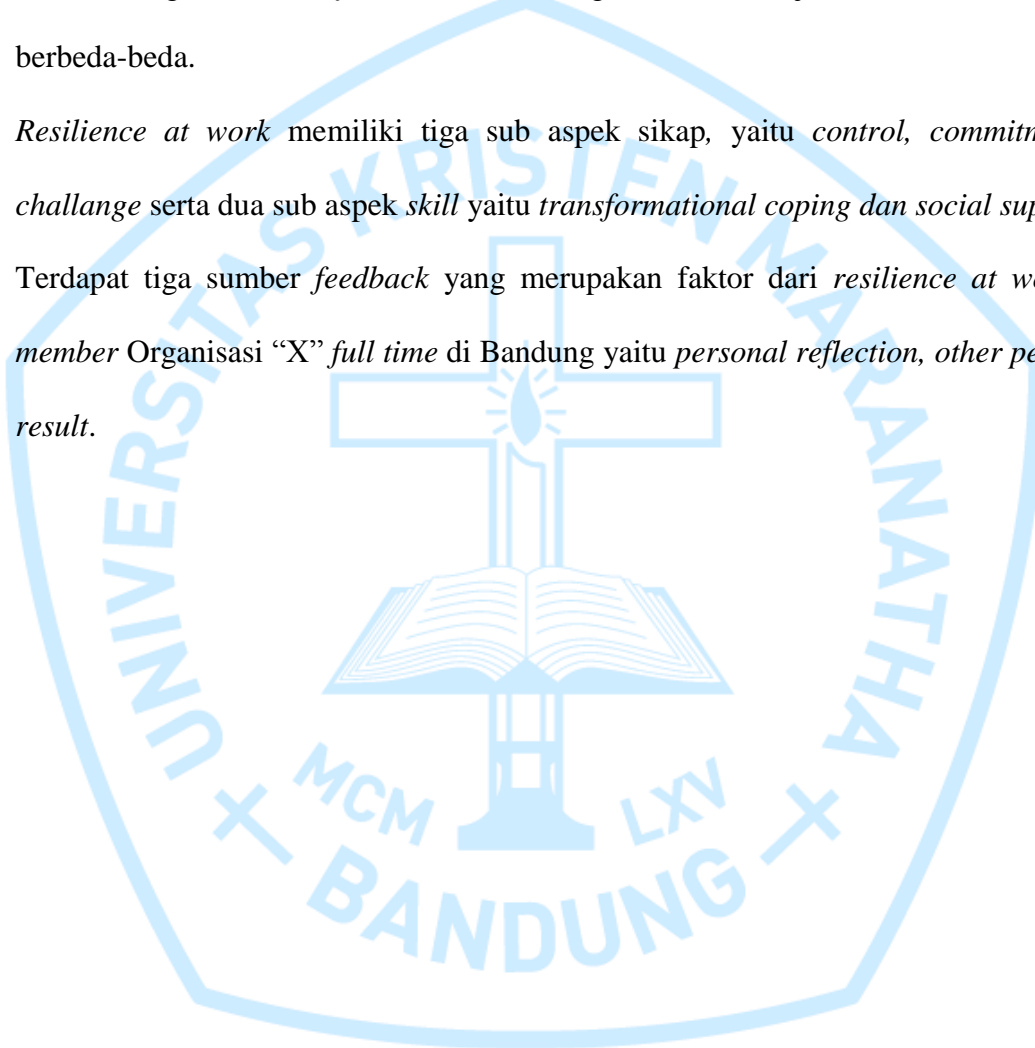 berbeda-beda.
Resilience at work memiliki tiga sub aspek sikap, yaitu control,
challange serta dua sub aspek skill yaitu transformational coping dan social
Terdapat tiga sumber feedback yang merupakan faktor dari resilience at
member Organisasi “X” full time di Bandung yaitu personal reflection, other
result.
UNIVERSITAS KRISTEN MARANATHA
MCM LXV
BANDUNG